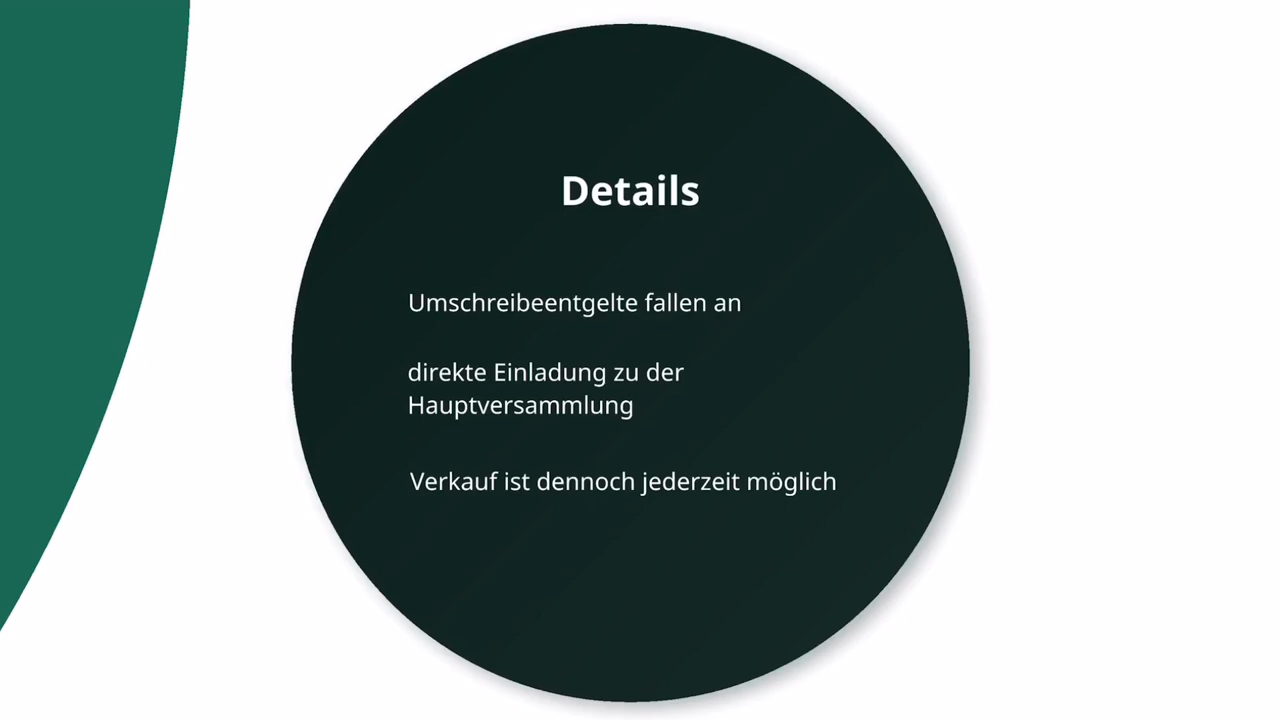 Details
Umschreibeentgelte fallen an
direkte Einladung zu der
Hauptversammlung
Verkauf ist dennoch jederzeit möglich